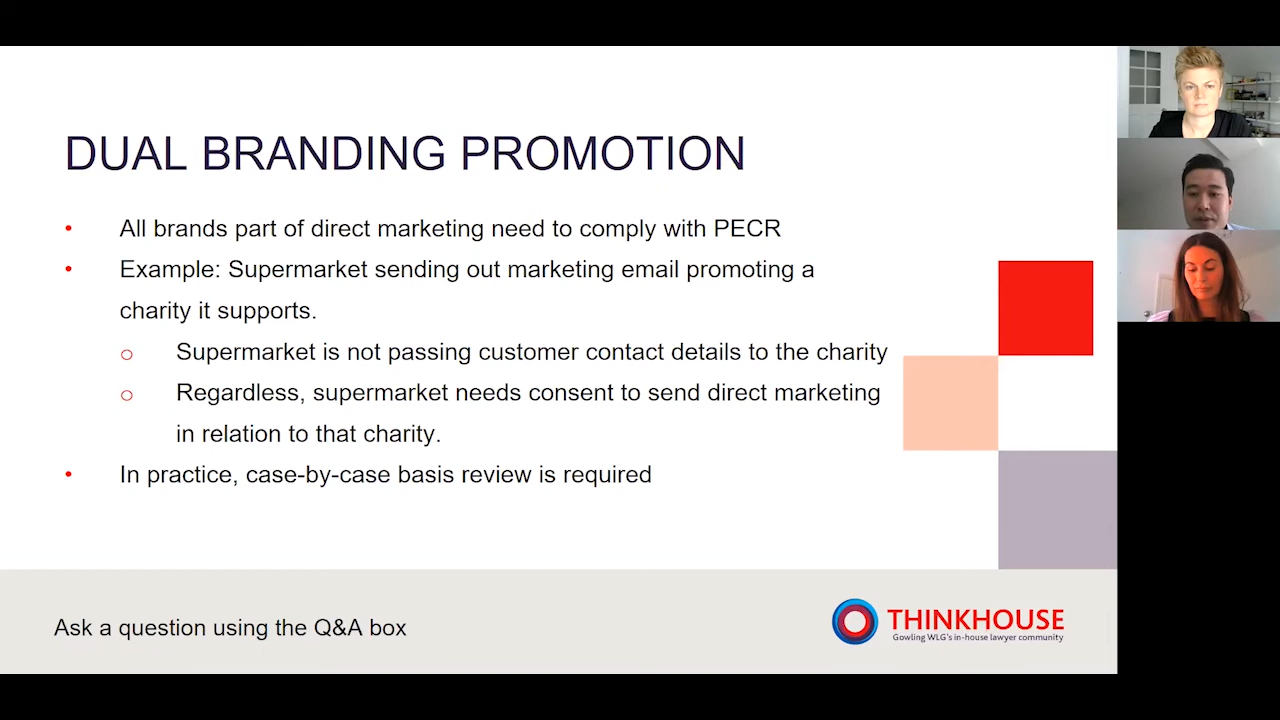 DUAL BRANDING PROMOTION
• All brands part of direct marketing need to comply with PECR
• Example: Supermarket sending out marketing email promoting a
charity it supports.
o Supermarket is not passing customer contact details to the charity
o Regardless, supermarket needs consent to send direct marketing
in relation to that charity.
• In practice, case-by-case basis review is required
Ask a question using the Q&A box
THINKHOUSE
Gowling WLG's in-house lawyer community